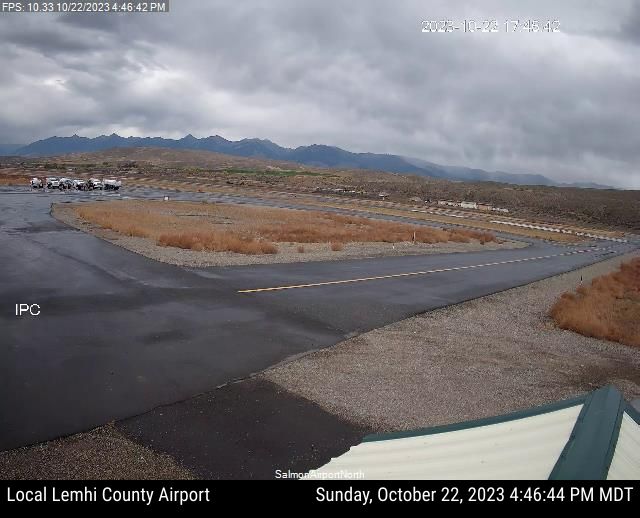 FPS: 10.33 10/22/2023 4:46:42 PM
2023-10-22 17:48:42
IPC
SalmonAirportNorth
Local Lemhi County Airport
Sunday, October 22, 2023 4:46:44 PM MDT